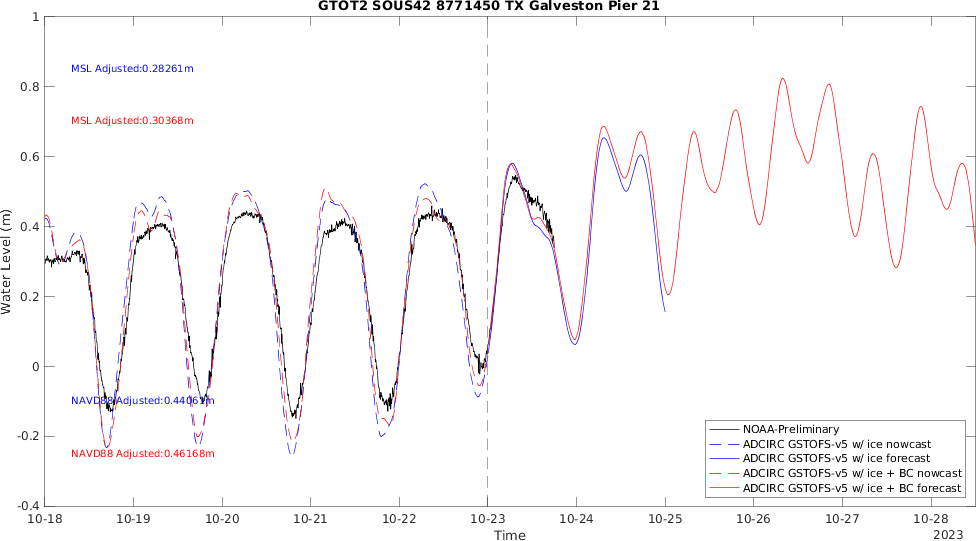 GTOT2 SOUS42 8771450 TX Galveston Pier 21
1
0.8
0.6
0.4
0.2
0
-0.2
-0.4
Water Level (m)
MSL Adjusted:0.28261m
MSL Adjusted:0.30368m
NAVD88 Adjusted:0.44061m
NAVD88 Adjusted:0.46168m
NOAA-Preliminary
ADCIRC GSTOFS-v5 w/ ice nowcast
ADCIRC GSTOFS-v5 w/ ice forecast
ADCIRC GSTOFS-v5 w/ ice + BC nowcast
ADCIRC GSTOFS-v5 w/ ice + BC forecast
10-18 10-19 10-20 10-21 10-22 10-23 10-24 10-25 10-26 10-27 10-28
Time
2023